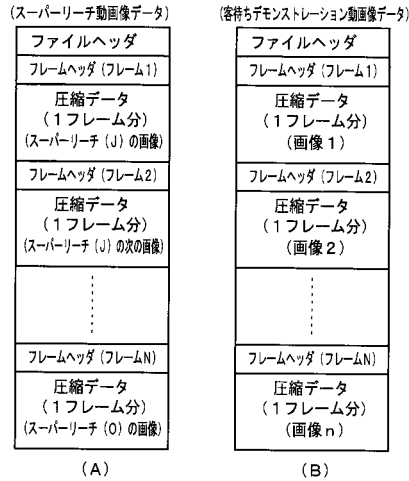 (スーパーリーチ動画像データ)
ファイルヘッダ
フレームヘッダ(フレーム1)
圧縮データ
(1フレーム分)
(スーパーリーチ(J)の画像)
フレームヘッダ(フレーム2)
圧縮データ
(1フレーム分)
(スーパーリーチ(J)の次の画像)
フレームヘッダ(フレームN)
圧縮データ
(1フレーム分)
(スーパーリーチ(O)の画像)
(A)
(客待ちデモンストレーション動画像データ)
ファイルヘッダ
フレームヘッダ(フレーム1)
圧縮データ
(1フレーム分)
(画像1)
フレームヘッダ(フレーム2)
圧縮データ
(1フレーム分)
(画像2)
フレームヘッダ(フレームN)
圧縮データ
(1フレーム分)
(画像n)
(B)